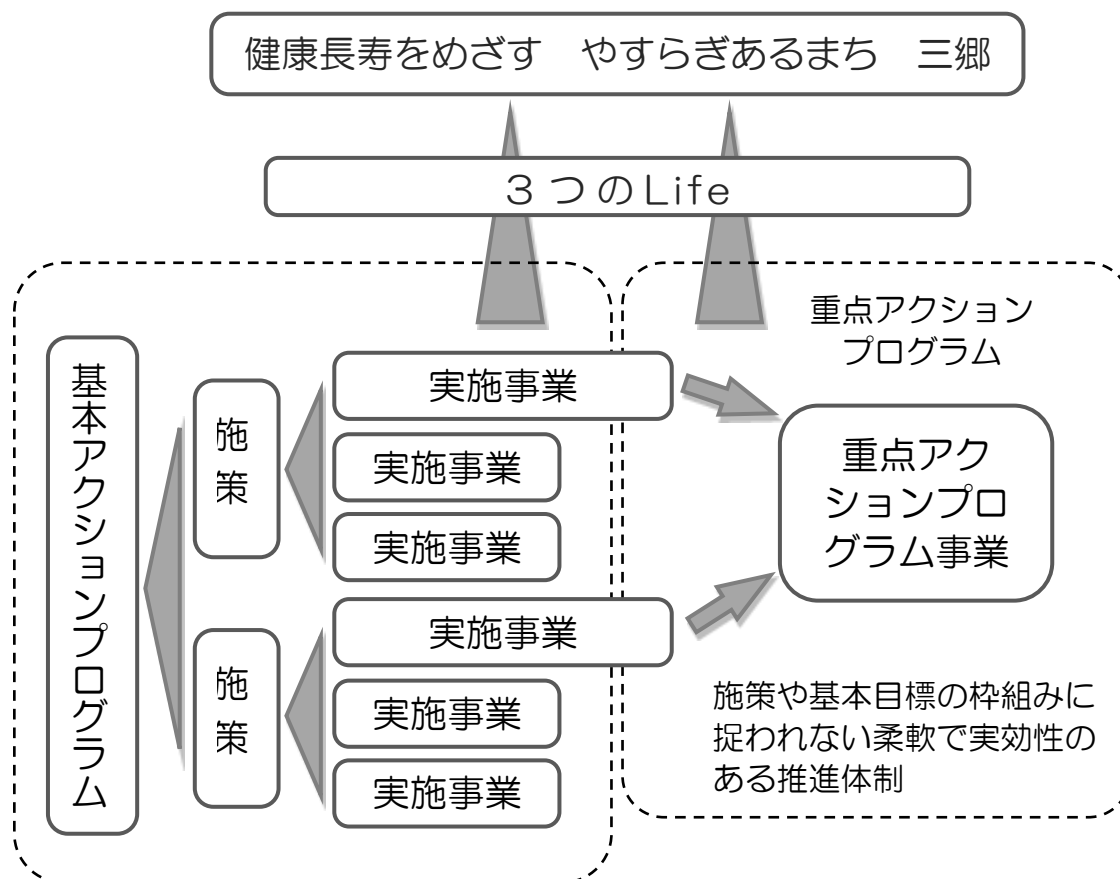 健康長寿をめざす　やすらぎあるまち　三郷
３つのLife
基本アクションプログラム
施策
実施事業
実施事業
実施事業
施策
実施事業
実施事業
実施事業
重点アクション
プログラム
重点アク
ションプロ
グラム事業
施策や基本目標の枠組みに
捉われない柔軟で実効性の
ある推進体制